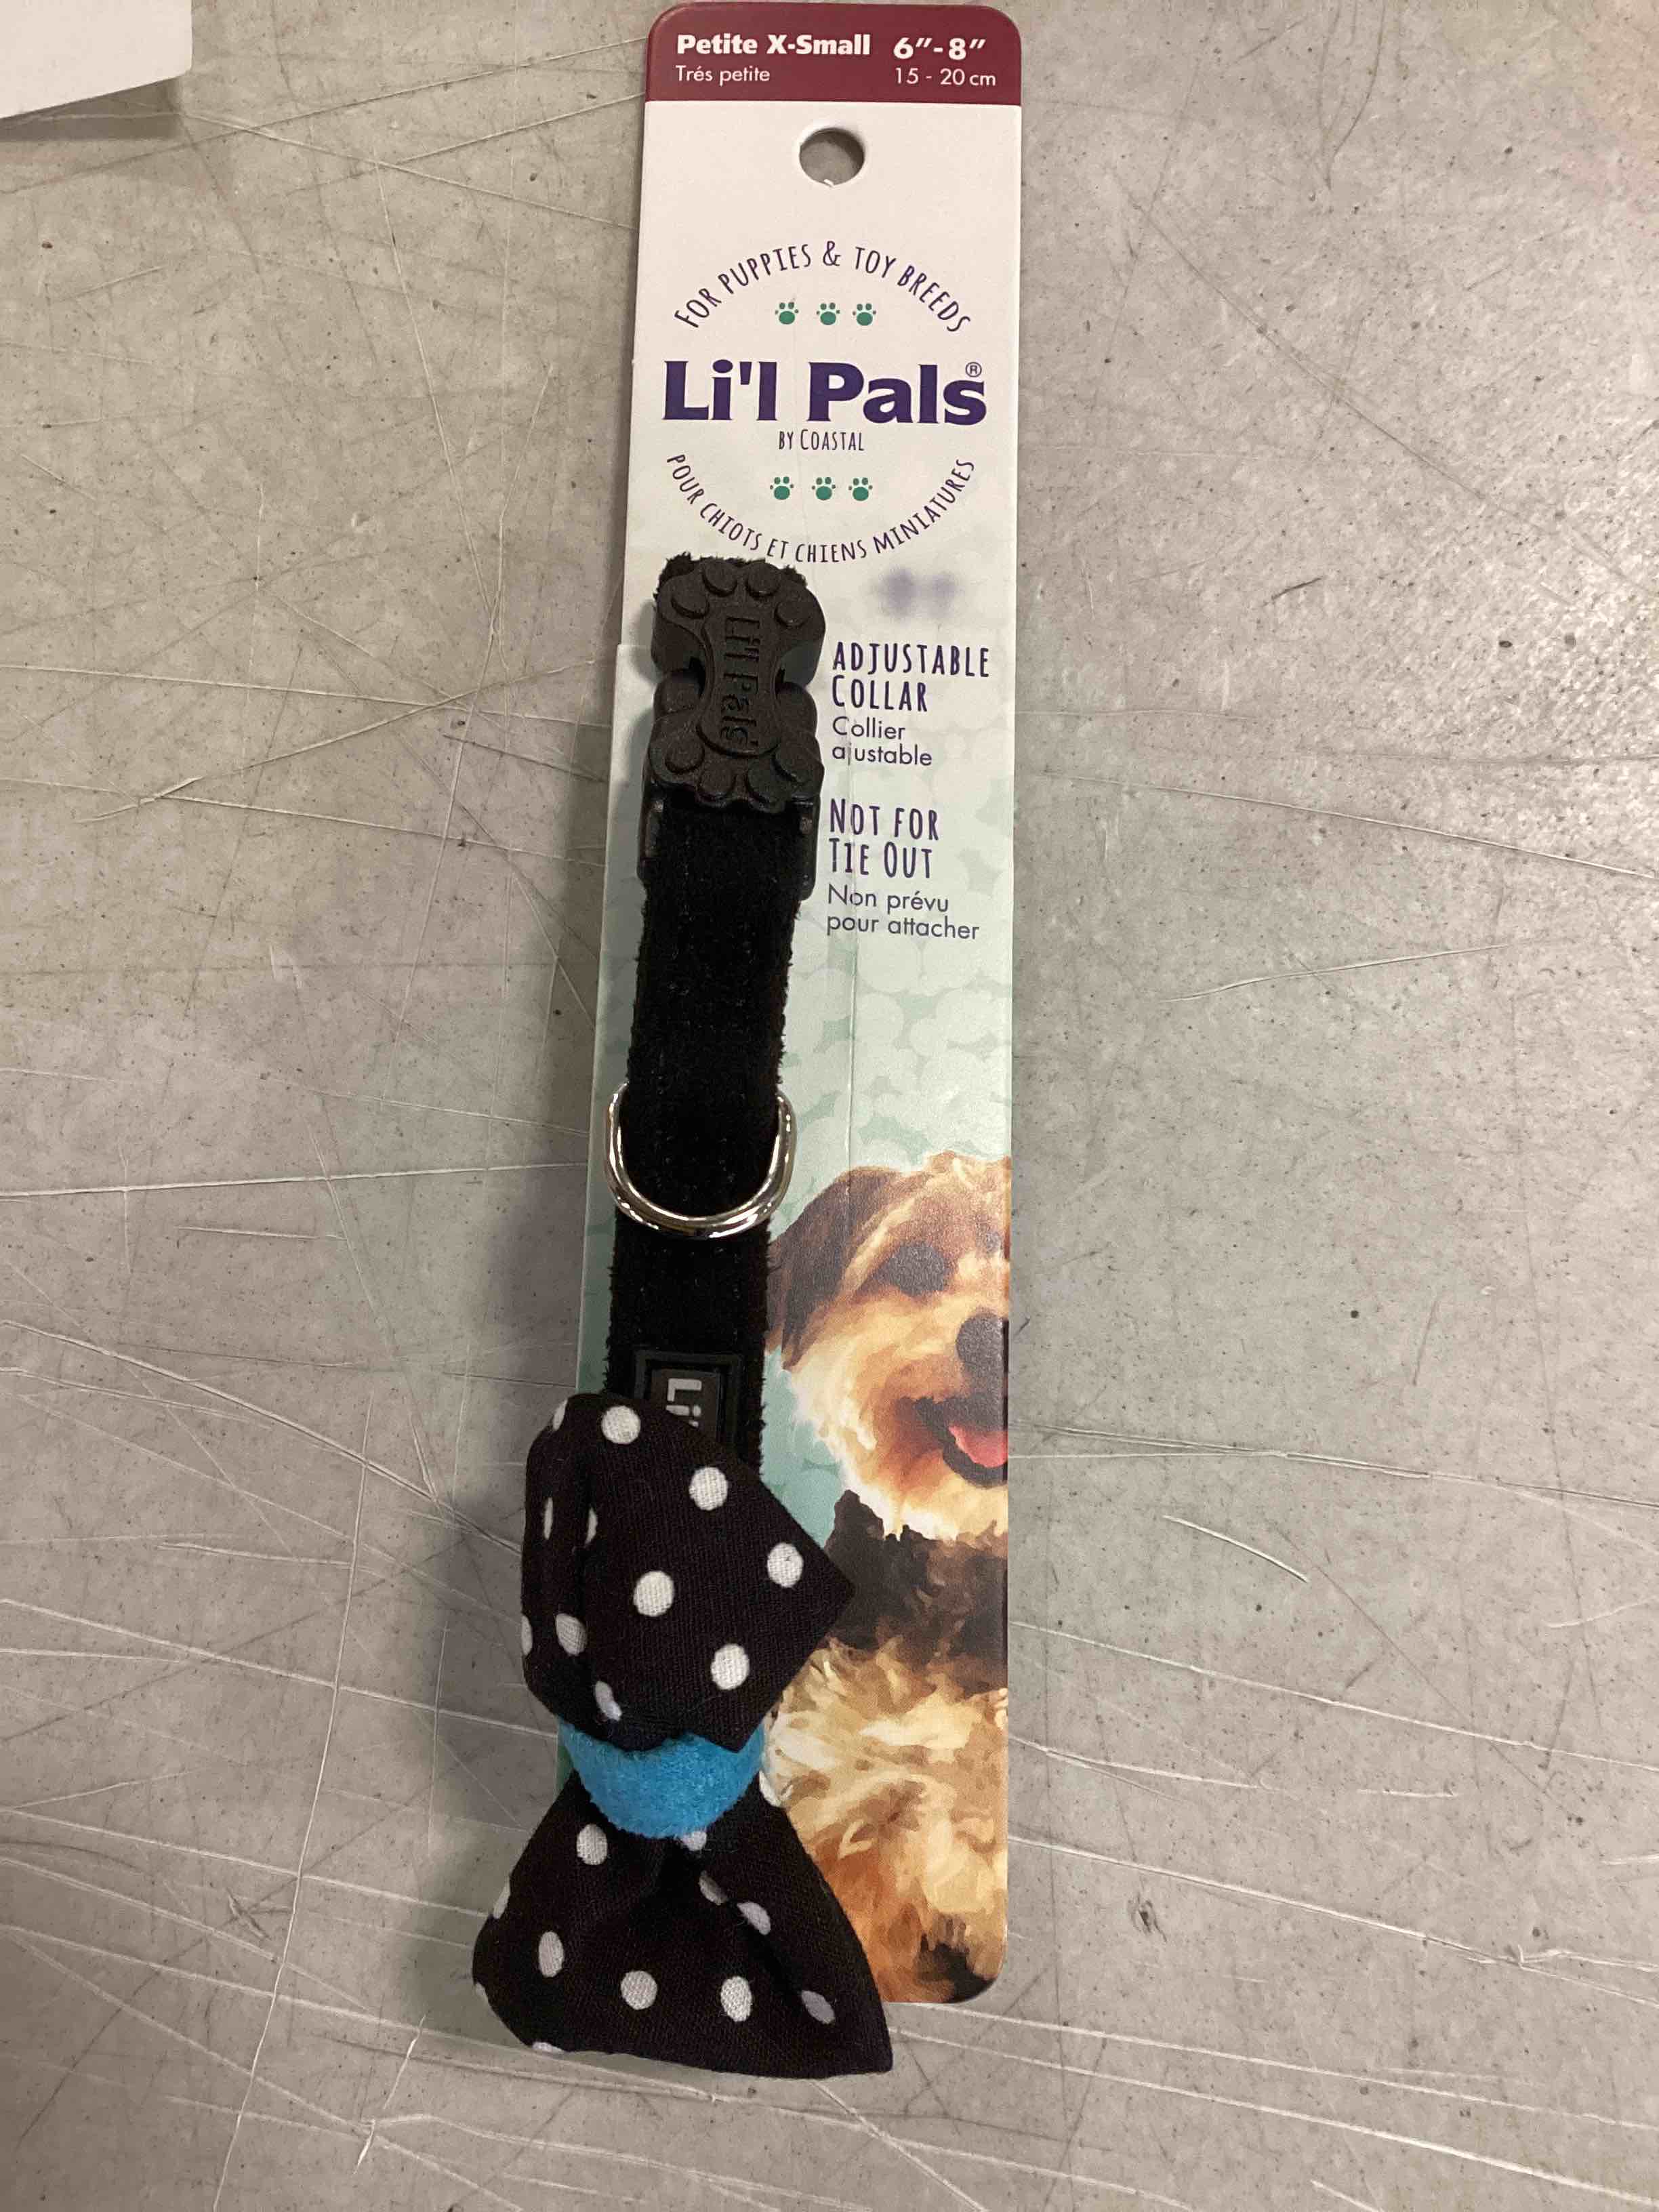 Petite X-Small 6"-8"
Trés petite 15 - 20 cm
FOR PUPPIES & TOY BREEDS
Li'l Pals®
BY COASTAL
POUR CHIOTS ET CHIENS MINIATURES
Li'l Pals
ADJUSTABLE
COLLAR
Collier
ajustable
NOT FOR
TIE OUT
Non prévu
pour attacher